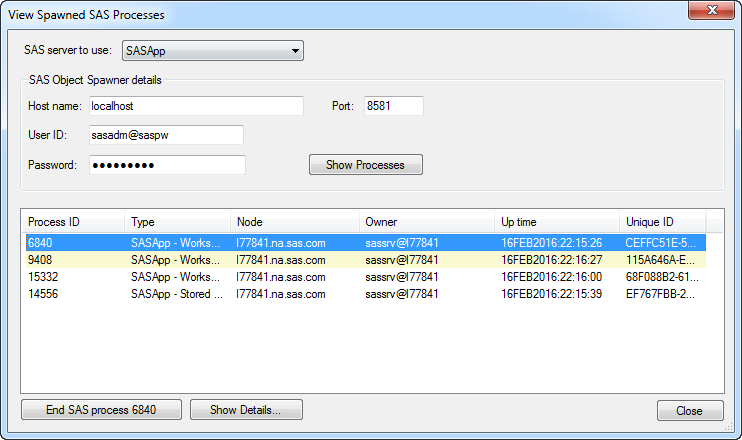 View Spawned SAS Processes
SAS server to use: SASApp
SAS Object Spawner details
Host name: localhost Port: 8581
User ID: sasadm@saspw
Password: ●●●●●●●●● Show Processes
Process ID Type Node Owner Up time Unique ID
6840 SASApp - Works... l77841.na.sas.com sassrv@l77841 16FEB2016:22:15:26 CEFFC51E-5...
9408 SASApp - Works... l77841.na.sas.com sassrv@l77841 16FEB2016:22:16:27 115A646A-E...
15332 SASApp - Works... l77841.na.sas.com sassrv@l77841 16FEB2016:22:16:00 68F088B2-61...
14556 SASApp - Stored ... l77841.na.sas.com sassrv@l77841 16FEB2016:22:15:39 EF767FBB-2...
End SAS process 6840 Show Details... Close